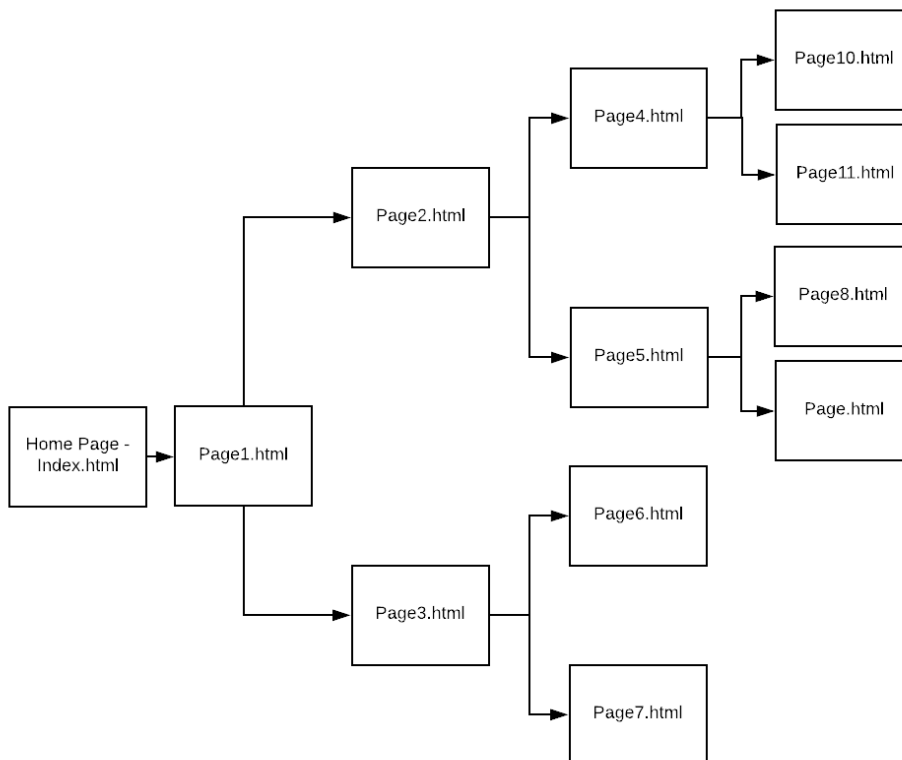 Page10.html
Page4.html
Page11.html
Page2.html
Page8.html
Page5.html
Page.html
Home Page -
Index.html
Page1.html
Page6.html
Page3.html
Page7.html